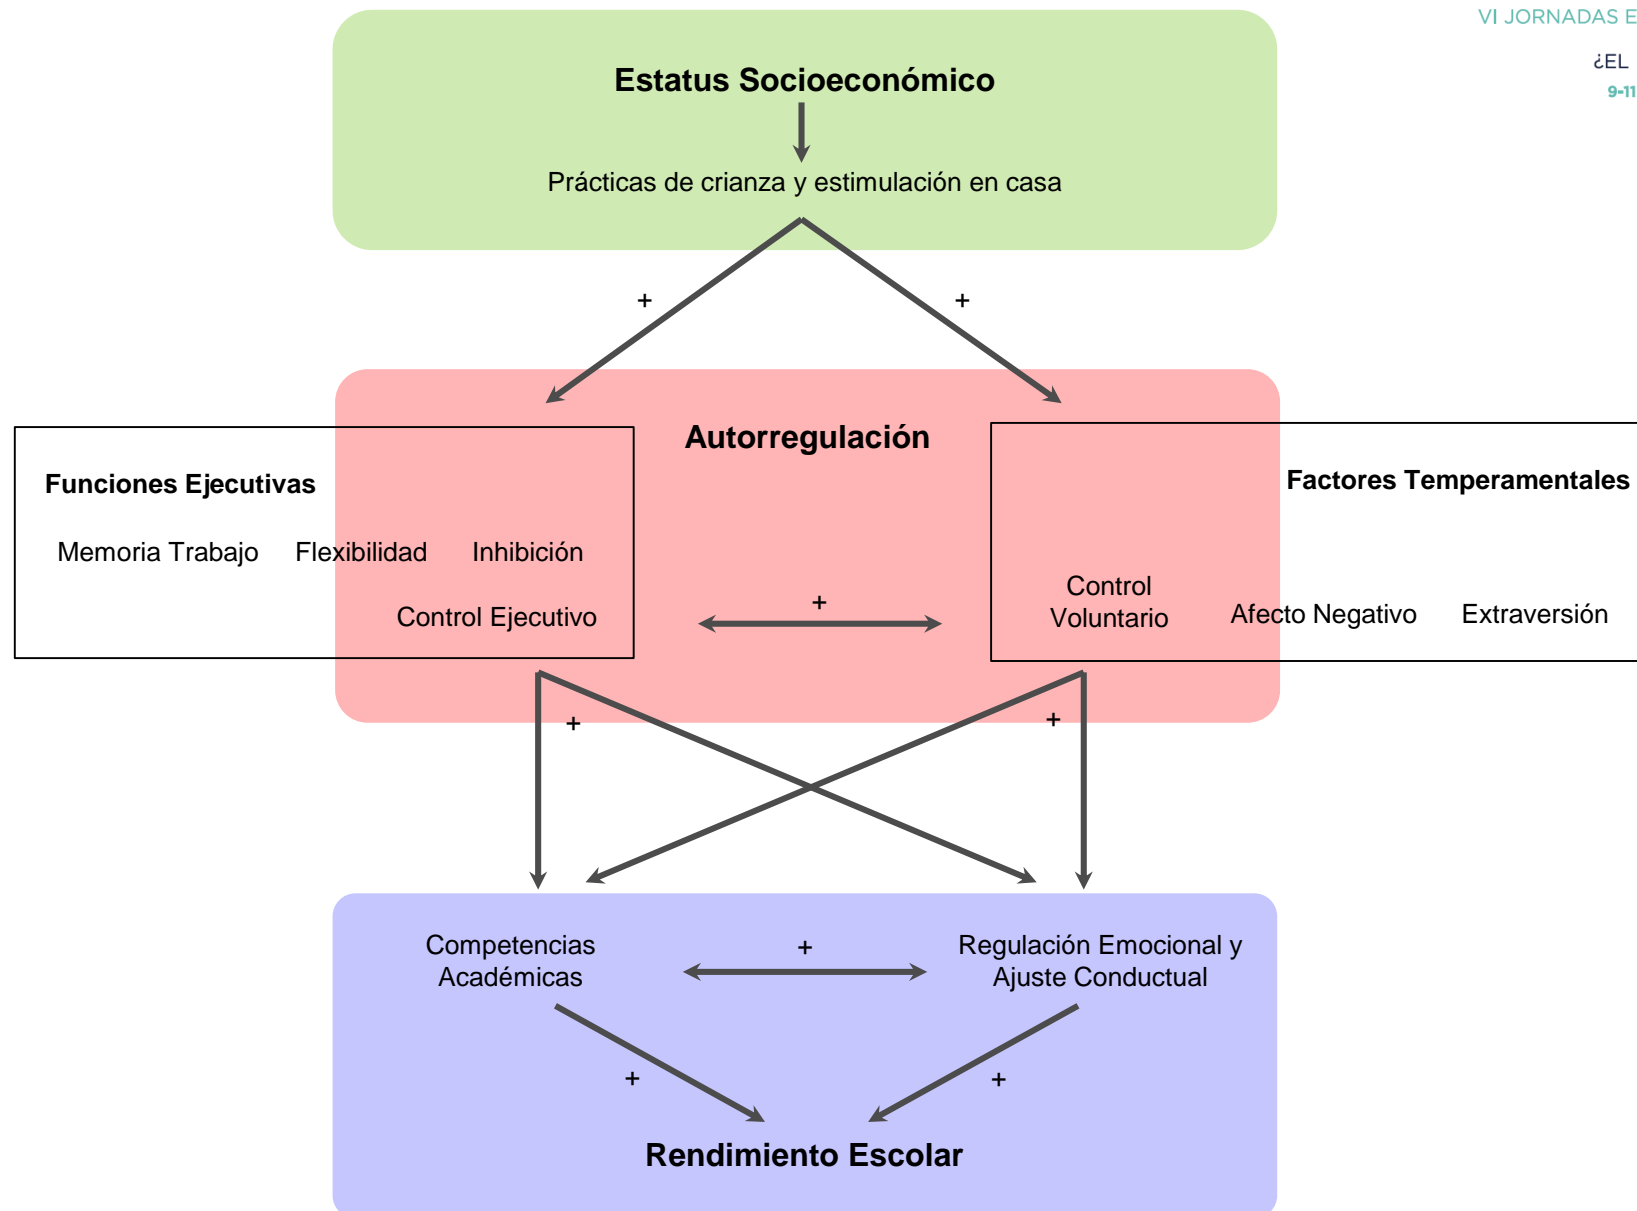 VI JORNADAS E
¿EL
9-11
Estatus Socioeconómico
Prácticas de crianza y estimulación en casa
+ +
Autorregulación
Funciones Ejecutivas
Factores Temperamentales
Memoria Trabajo Flexibilidad Inhibición
Control Ejecutivo
+
Control
Voluntario
Afecto Negativo Extraversión
+ +
Competencias
Académicas
+
Regulación Emocional y
Ajuste Conductual
+ +
Rendimiento Escolar